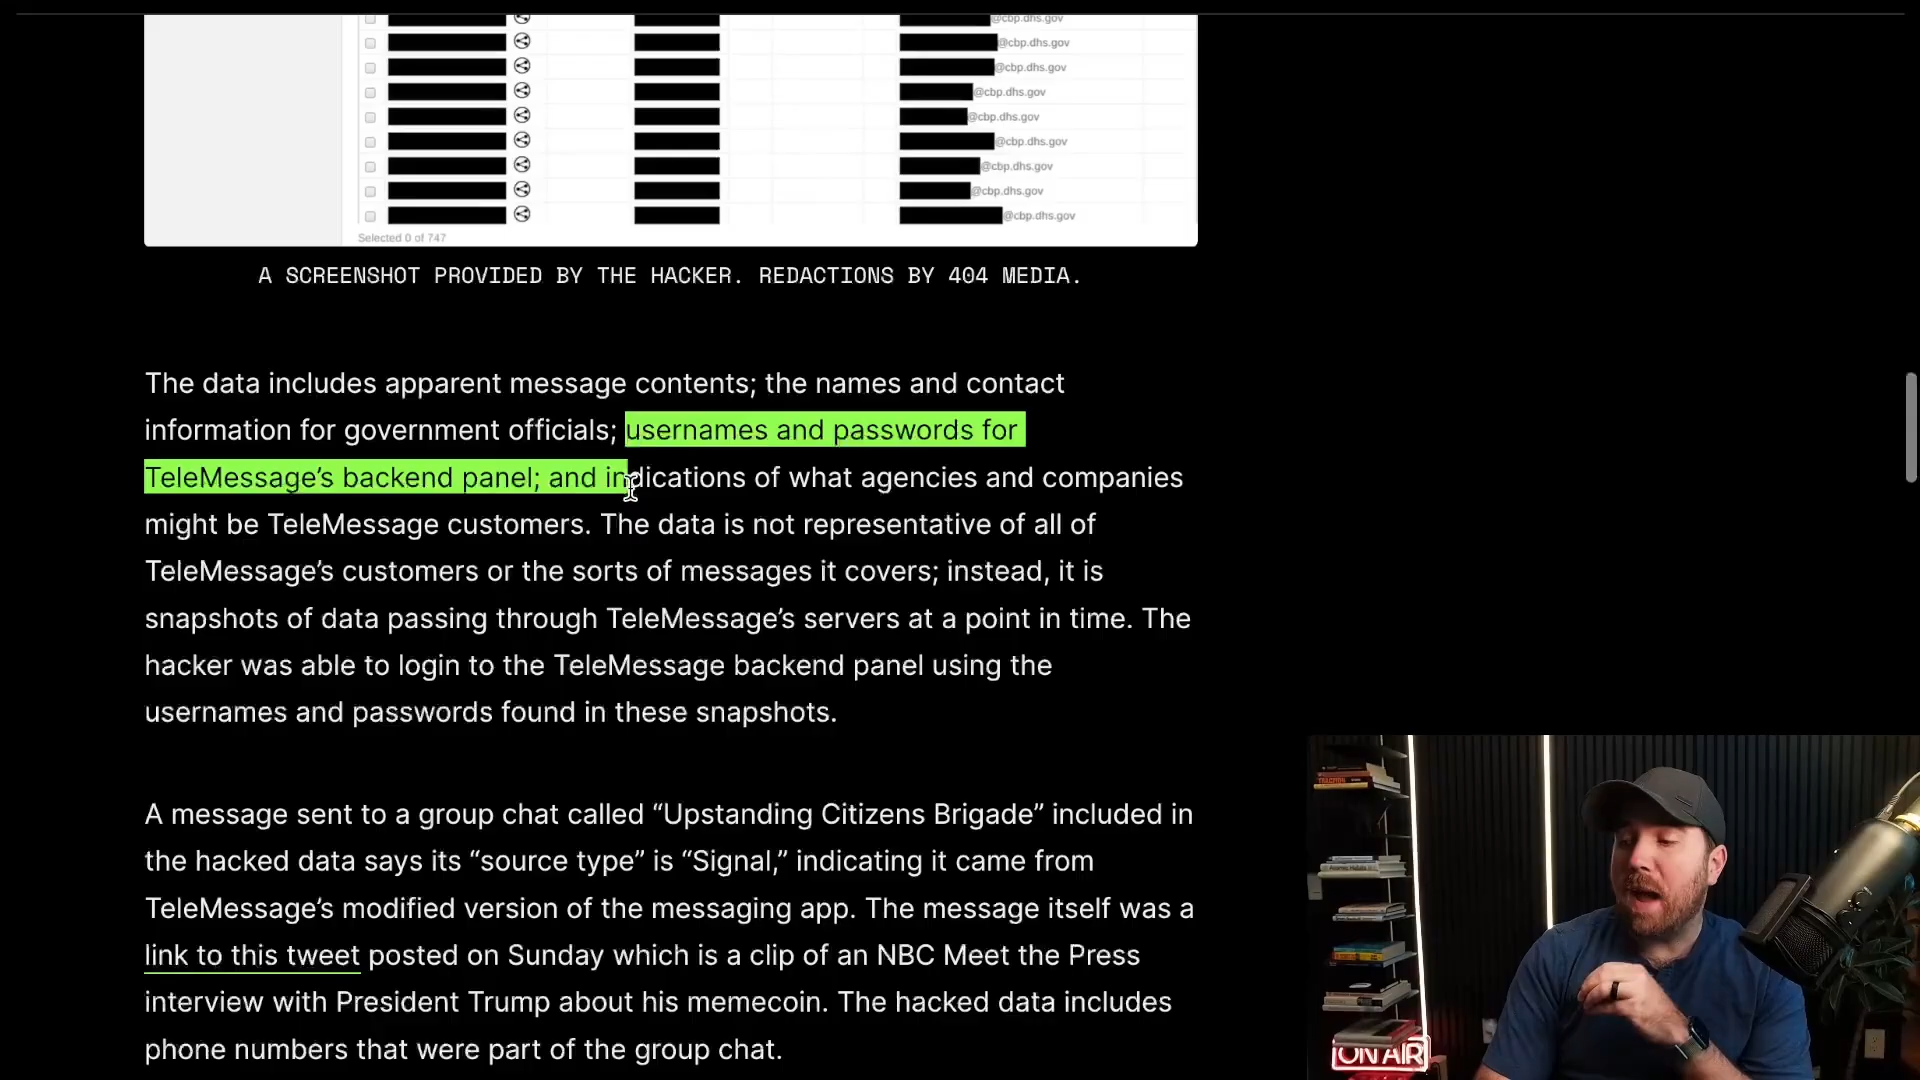 @cbp.dhs.gov
@cbp.dhs.gov
@cbp.dhs.gov
@cbp.dhs.gov
@cbp.dhs.gov
@cbp.dhs.gov
@cbp.dhs.gov
@cbp.dhs.gov
@cbp.dhs.gov
Selected 0 of 747
A SCREENSHOT PROVIDED BY THE HACKER. REDACTIONS BY 404 MEDIA.
The data includes apparent message contents; the names and contact
information for government officials; usernames and passwords for
TeleMessage’s backend panel; and indications of what agencies and companies
might be TeleMessage customers. The data is not representative of all of
TeleMessage’s customers or the sorts of messages it covers; instead, it is
snapshots of data passing through TeleMessage’s servers at a point in time. The
hacker was able to login to the TeleMessage backend panel using the
usernames and passwords found in these snapshots.
A message sent to a group chat called “Upstanding Citizens Brigade” included in
the hacked data says its “source type” is “Signal,” indicating it came from
TeleMessage’s modified version of the messaging app. The message itself was a
link to this tweet posted on Sunday which is a clip of an NBC Meet the Press
interview with President Trump about his memecoin. The hacked data includes
phone numbers that were part of the group chat.
TRACTION
ON AIR